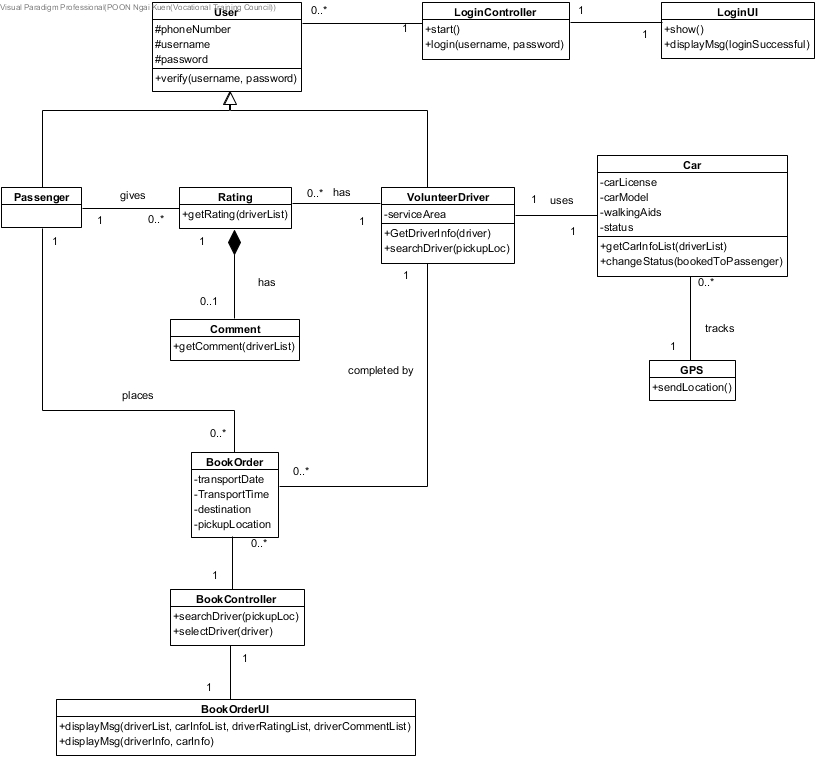 Visual Paradigm Professional(POON Ngai Kuen(Vocational Training Council))
User
#phoneNumber
#username
#password
+verify(username, password)
0..*
1
LoginController
+start()
+login(username, password)
1
1
LoginUI
+show()
+displayMsg(loginSuccessful)
Passenger
gives
1
0..*
Rating
+getRating(driverList)
0..* has
1
VolunteerDriver
-serviceArea
+GetDriverInfo(driver)
+searchDriver(pickupLoc)
1 uses
1
Car
-carLicense
-carModel
-walkingAids
-status
+getCarInfoList(driverList)
+changeStatus(bookedToPassenger)
1
1
has
0..1
Comment
+getComment(driverList)
1
0..*
tracks
1
GPS
+sendLocation()
completed by
places
0..*
0..*
BookOrder
-transportDate
-TransportTime
-destination
-pickupLocation
0..*
1
BookController
+searchDriver(pickupLoc)
+selectDriver(driver)
1
1
BookOrderUI
+displayMsg(driverList, carInfoList, driverRatingList, driverCommentList)
+displayMsg(driverInfo, carInfo)